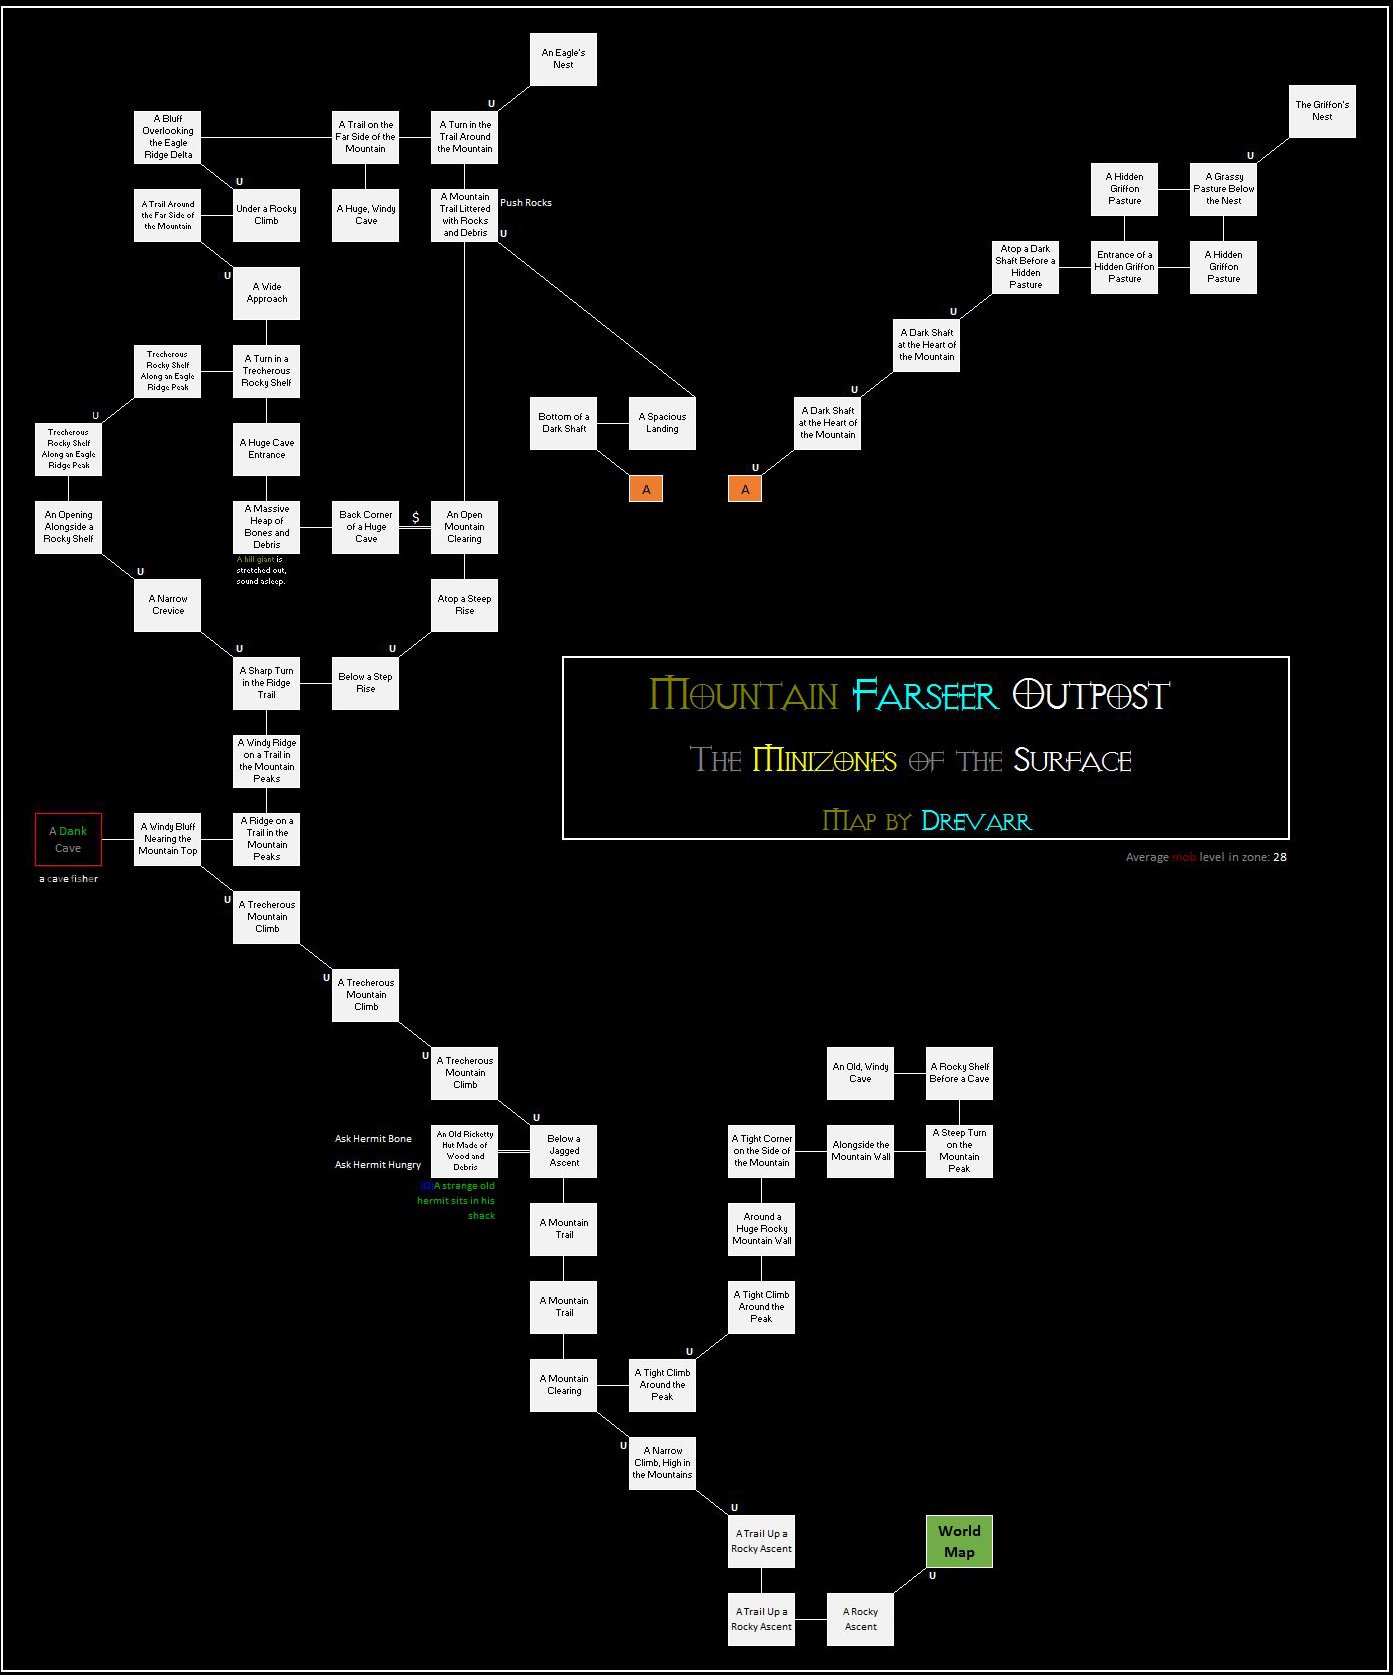 An Eagle's
Nest
U
The Griffon's
Nest
A Bluff
Overlooking
the Eagle
Ridge Delta
A Trail on the
Far Side of the
Mountain
A Turn in the
Trail Around
the Mountain
U
A Hidden
Griffon
Pasture
A Grassy
Pasture Below
the Nest
U
A Trail Around
the Far Side of
the Mountain
Under a Rocky
Climb
A Huge, Windy
Cave
A Mountain
Trail Littered
with Rocks
and Debris
Push Rocks
U
Atop a Dark
Shaft Before a
Hidden
Pasture
Entrance of a
Hidden Griffon
Pasture
A Hidden
Griffon
Pasture
U
A Wide
Approach
U
A Dark Shaft
at the Heart of
the Mountain
Trecherous
Rocky Shelf
Along an Eagle
Ridge Peak
A Turn in a
Trecherous
Rocky Shelf
U
U
Trecherous
Rocky Shelf
Along an Eagle
Ridge Peak
A Huge Cave
Entrance
Bottom of a
Dark Shaft
A Spacious
Landing
A Dark Shaft
at the Heart of
the Mountain
U
A
A
An Opening
Alongside a
Rocky Shelf
A Massive
Heap of
Bones and
Debris
Back Corner
of a Huge
Cave
$
An Open
Mountain
Clearing
A hill giant is
stretched out,
sound asleep.
U
A Narrow
Crevice
Atop a Steep
Rise
U
U
A Sharp Turn
in the Ridge
Trail
Below a Step
Rise
Mountain Farseer Outpost
The Minizones of the Surface
Map by Drevarr
A Windy Ridge
on a Trail in
the Mountain
Peaks
A Dank
Cave
A Windy Bluff
Nearing the
Mountain Top
A Ridge on a
Trail in the
Mountain
Peaks
Average mob level in zone: 28
a cave fisher
U
A Trecherous
Mountain
Climb
U
A Trecherous
Mountain
Climb
U
A Trecherous
Mountain
Climb
An Old, Windy
Cave
A Rocky Shelf
Before a Cave
U
Ask Hermit Bone
Ask Hermit Hungry
An Old Ricketty
Hut Made of
Wood and
Debris
Below a
Jagged
Ascent
A Tight Corner
on the Side of
the Mountain
Alongside the
Mountain Wall
A Steep Turn
on the
Mountain
Peak
A strange old
hermit sits in his
shack
A Mountain
Trail
Around a
Huge Rocky
Mountain Wall
A Mountain
Trail
A Tight Climb
Around the
Peak
U
A Mountain
Clearing
A Tight Climb
Around the
Peak
U
A Narrow
Climb, High in
the Mountains
U
A Trail Up a
Rocky Ascent
World
Map
U
A Trail Up a
Rocky Ascent
A Rocky
Ascent